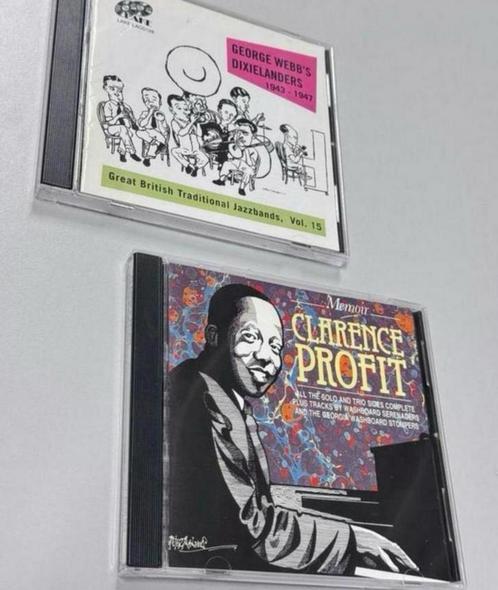 LAKE
GEORGE WEBB'S
DIXIELANDERS
1943 - 1947
Great British Traditional Jazzbands, Vol. 15
Memoir
CLARENCE
PROFIT
ALL THE SOLO AND TRIO SIDES COMPLETE
PLUS TRACKS BY WASHBOARD SERENADERS
AND THE GEORGIA WASHBOARD STOMPERS